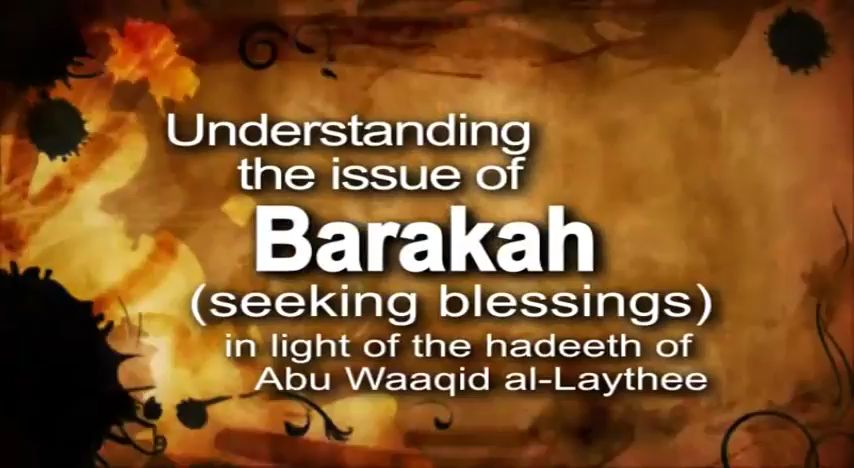 Understanding
the issue of
Barakah
(seeking blessings)
in light of the hadeeth of
Abu Waaqid al-Laythee